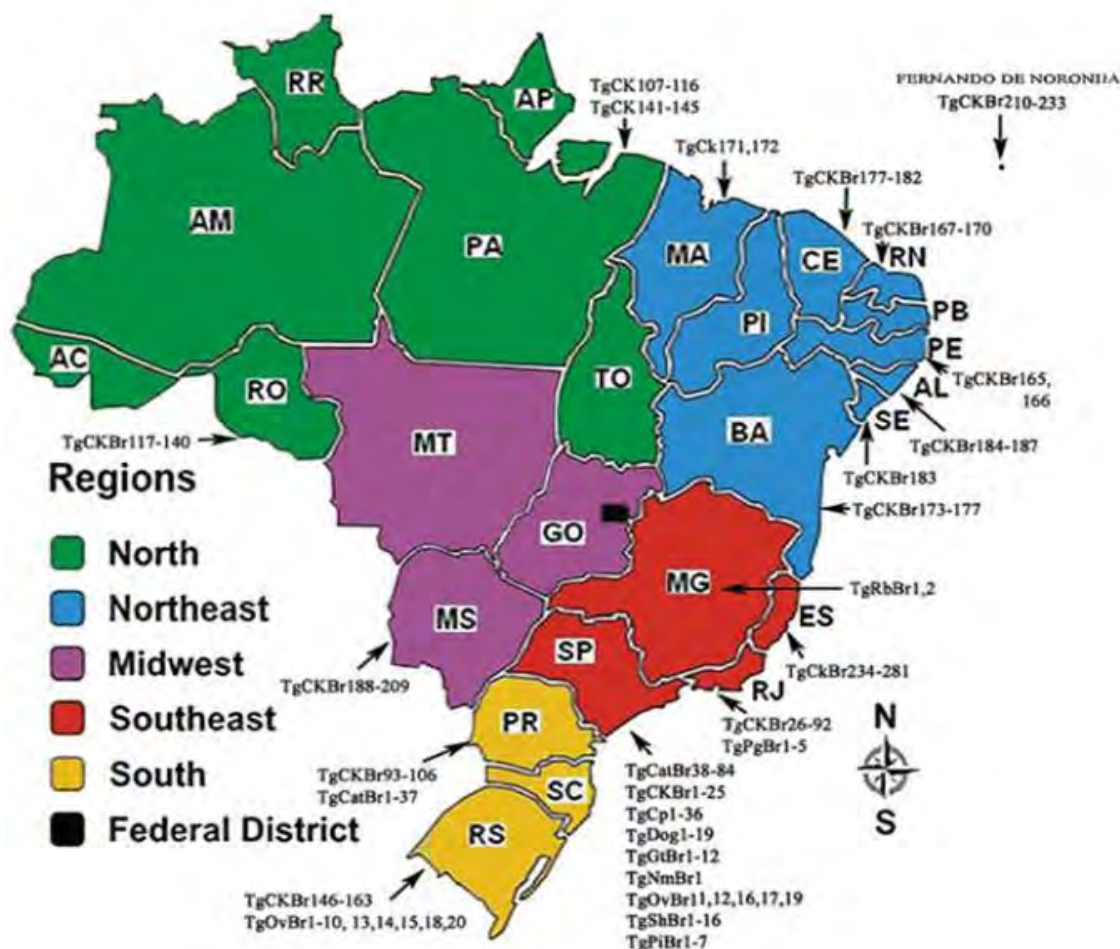 RR
AP
TgCK107-116
TgCK141-145
FERNANDO DE NORONHA
TgCKBr210-233
TgCk171,172
TgCKBr177-182
TgCKBr167-170
AM
PA
MA
CE
RN
PI
PB
PE
AC
RO
TO
TgCKBr165,
166
AL
SE
BA
MT
TgCKBr117-140
TgCKBr184-187
TgCKBr183
TgCKBr173-177
Regions
GO
North
Northeast
Midwest
Southeast
South
Federal District
MG
TgRbBr1,2
ES
MS
SP
TgCkBr234-281
RJ
TgCKBr188-209
TgCKBr26-92
TgPgBr1-5
N
S
PR
TgCKBr93-106
TgCatBr1-37
SC
RS
TgCatBr38-84
TgCKBr1-25
TgCp1-36
TgDog1-19
TgGtBr1-12
TgNmBr1
TgOvBr11,12,16,17,19
TgShBr1-16
TgPiBr1-7
TgCKBr146-163
TgOvBr1-10, 13,14,15,18,20